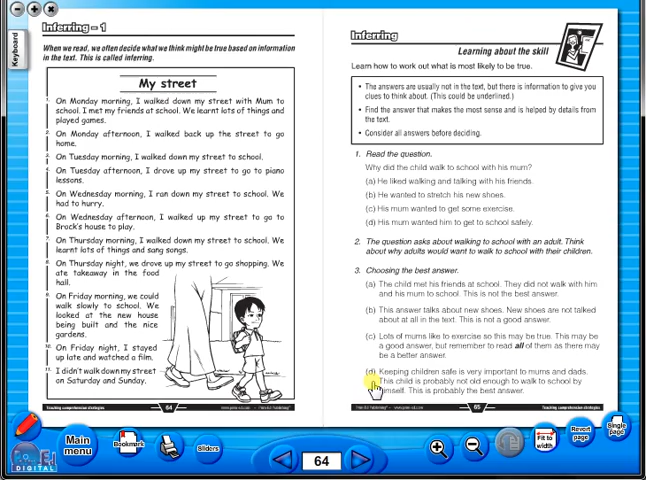 Keyboard
Inferring – 1
When we read, we often decide what we think might be true based on information
in the text. This is called inferring.
My street
1. On Monday morning, I walked down my street with Mum to
school. I met my friends at school. We learnt lots of things and
played games.
2. On Monday afternoon, I walked back up the street to go
home.
3. On Tuesday morning, I walked down my street to school.
4. On Tuesday afternoon, I drove up my street to go to piano
lessons.
5. On Wednesday morning, I ran down my street to school. We
had to hurry.
6. On Wednesday afternoon, I walked up my street to go to
Brock's house to play.
7. On Thursday morning, I walked down my street to school. We
learnt lots of things and sang songs.
8. On Thursday night, we drove up my street to go shopping. We
ate takeaway in the food
hall.
9. On Friday morning, we could
walk slowly to school. We
looked at the new house
being built and the nice
gardens.
10. On Friday night, I stayed
up late and watched a film.
11. I didn't walk down my street
on Saturday and Sunday.
Teaching comprehension strategies
64
Inferring
Learning about the skill
Learn how to work out what is most likely to be true.
• The answers are usually not in the text, but there is information to give you
clues to think about. (This could be underlined.)
• Find the answer that makes the most sense and is helped by details from
the text.
• Consider all answers before deciding.
1. Read the question.
Why did the child walk to school with his mum?
(a) He liked walking and talking with his friends.
(b) He wanted to stretch his new shoes.
(c) His mum wanted to get some exercise.
(d) His mum wanted him to get to school safely.
2. The question asks about walking to school with an adult. Think
about why adults would want to walk to school with their children.
3. Choosing the best answer.
(a) The child met his friends at school. They did not walk with him
and his mum to school. This is not the best answer.
(b) This answer talks about new shoes. New shoes are not talked
about at all in the text. This is not a good answer.
(c) Lots of mums like to exercise so this may be true. This may be
a good answer, but remember to read all of them as there may
be a better answer.
(d) Keeping children safe is very important to mums and dads.
This child is probably not old enough to walk to school by
himself. This is probably the best answer.
65
Teaching comprehension strategies
DIGITAL
Main
menu
Bookmark
Sliders
64
Fit to
width
Revert
page
Single
page